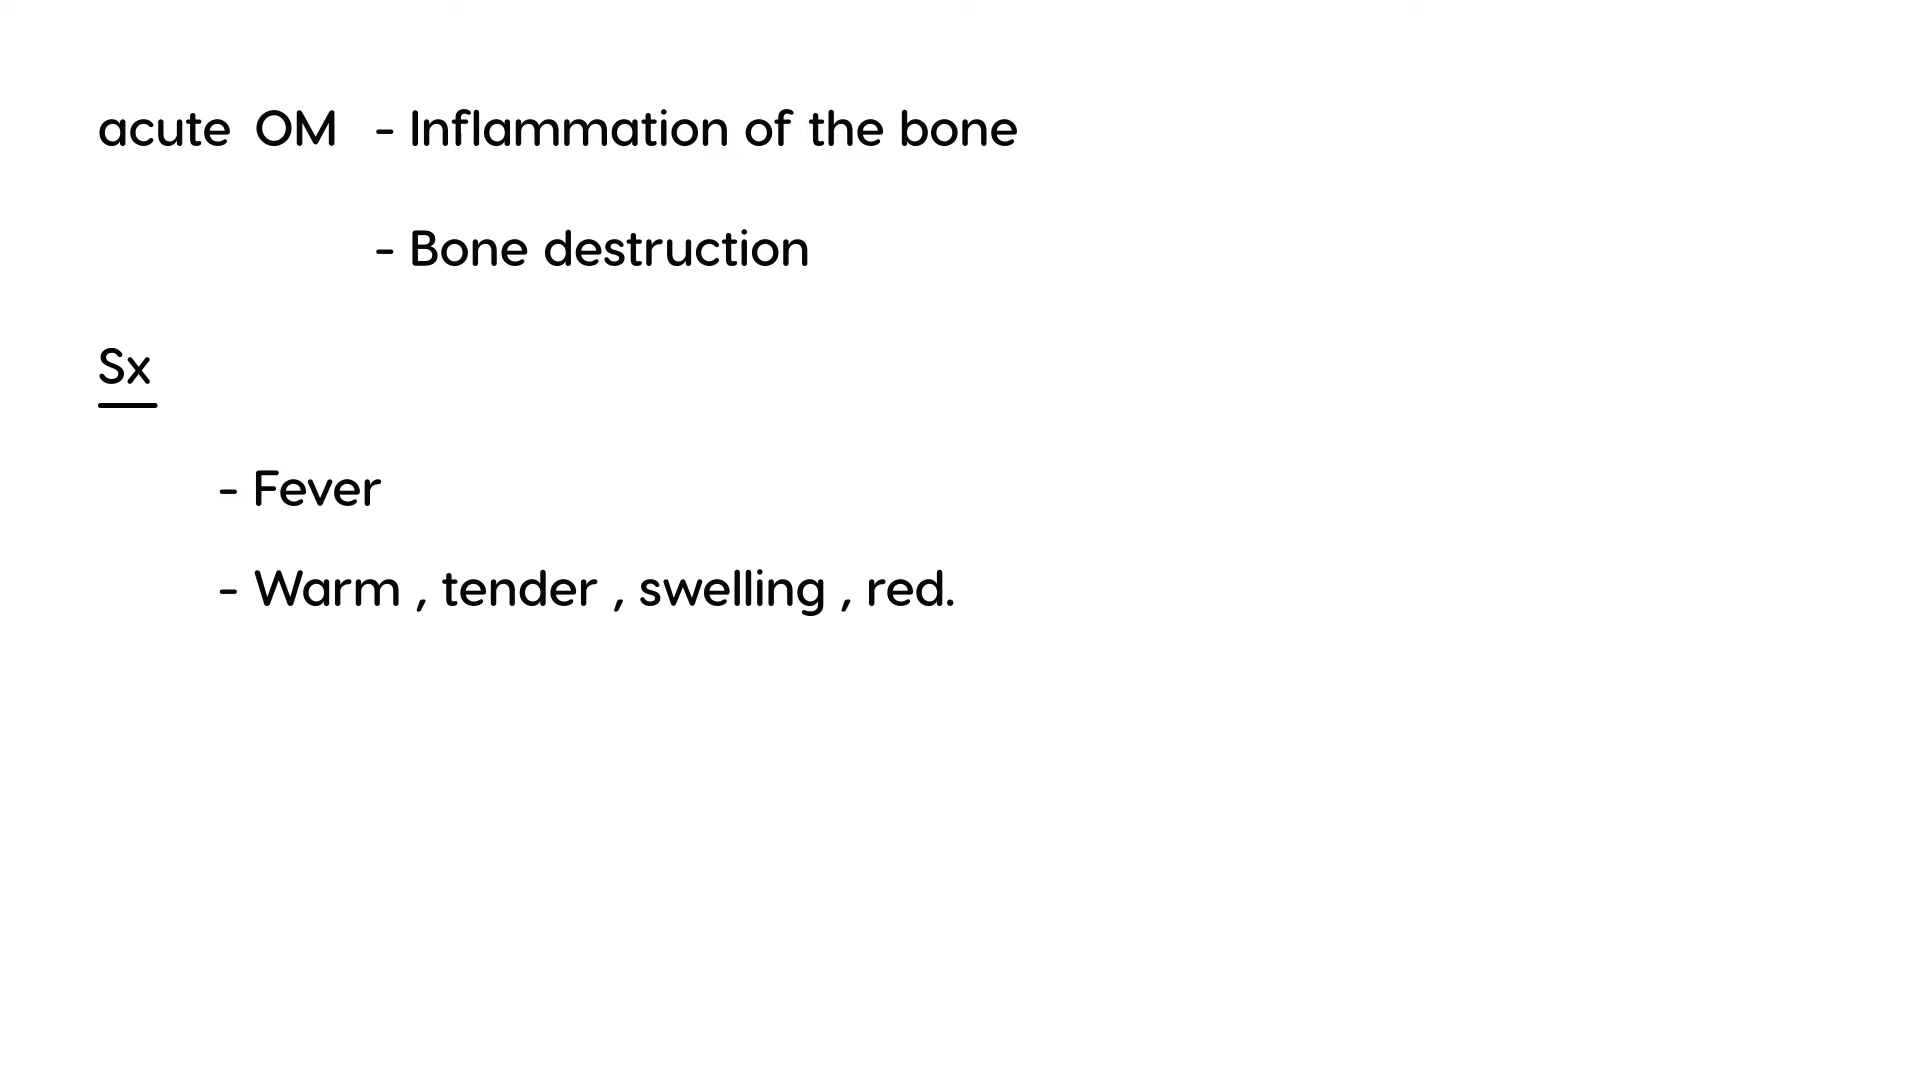 acute OM - Inflammation of the bone
- Bone destruction
Sx
- Fever
- Warm , tender , swelling , red.